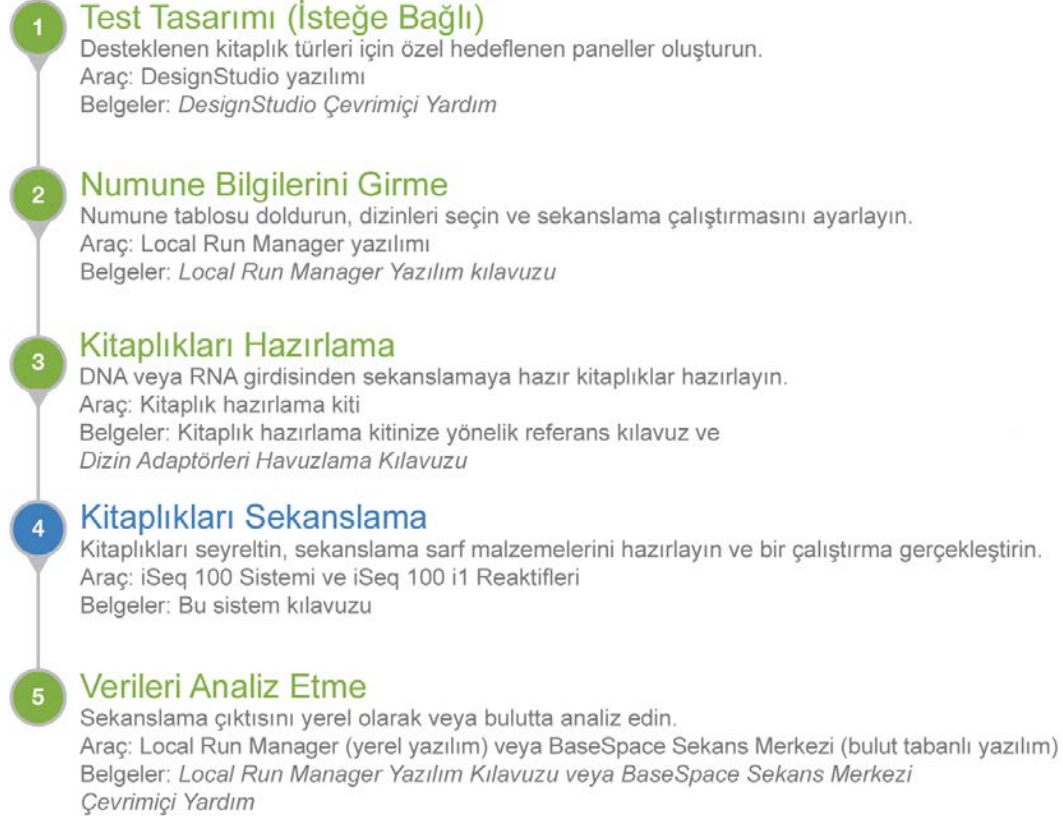 1
Test Tasarımı (İsteğe Bağlı)
Desteklenen kitaplık türleri için özel hedeflenen paneller oluşturun.
Araç: DesignStudio yazılımı
Belgeler: DesignStudio Çevrimiçi Yardım
2
Numune Bilgilerini Girme
Numune tablosu doldurun, dizinleri seçin ve sekanslama çalıştırmasını ayarlayın.
Araç: Local Run Manager yazılımı
Belgeler: Local Run Manager Yazılım kılavuzu
3
Kitaplıkları Hazırlama
DNA veya RNA girdisinden sekanslamaya hazır kitaplıklar hazırlayın.
Araç: Kitaplık hazırlama kiti
Belgeler: Kitaplık hazırlama kitinize yönelik referans kılavuz ve
Dizin Adaptörleri Havuzlama Kılavuzu
4
Kitaplıkları Sekanslama
Kitaplıkları seyreltin, sekanslama sarf malzemelerini hazırlayın ve bir çalıştırma gerçekleştirin.
Araç: iSeq 100 Sistemi ve iSeq 100 i1 Reaktifleri
Belgeler: Bu sistem kılavuzu
5
Verileri Analiz Etme
Sekanslama çıktısını yerel olarak veya bulutta analiz edin.
Araç: Local Run Manager (yerel yazılım) veya BaseSpace Sekans Merkezi (bulut tabanlı yazılım)
Belgeler: Local Run Manager Yazılım Kılavuzu veya BaseSpace Sekans Merkezi
Çevrimiçi Yardım